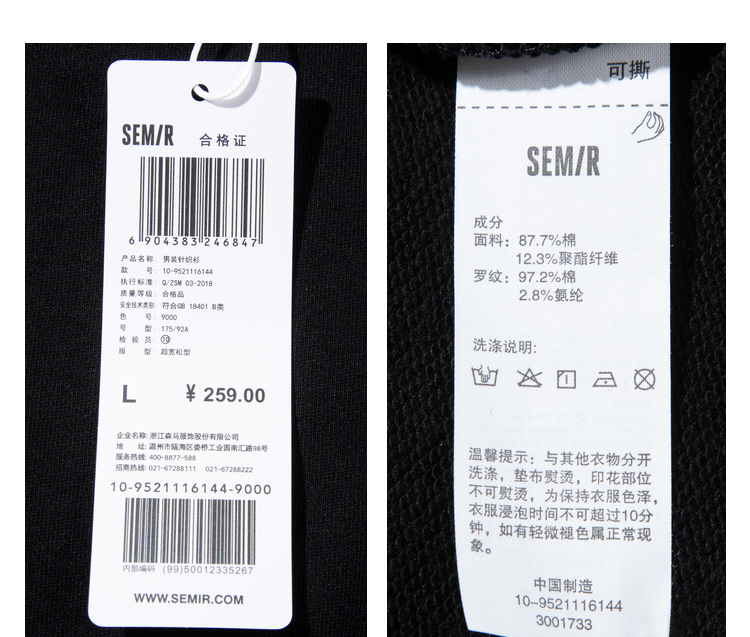 SEM/R 合格证
6 904383 246847
产品名称: 男装针织衫
款 号: 10-9521116144
执行标准: Q/ZSM 03-2018
质量等级: 合格品
安全技术类别: 符合GB 18401 B类
色 号: 9000
号 型: 175/92A
检 验 员: ⑩
版 型: 超宽松型
L ¥ 259.00
企业名称: 浙江森马服饰股份有限公司
地 址: 温州市瓯海区娄桥工业园南汇路98号
服务热线: 400-8877-588
招商热线: 021-67288111 021-67288222
10-9521116144-9000
内部编码 (99)50012335267
WWW.SEMIR.COM
可撕
SEM/R
成分
面料: 87.7%棉
12.3%聚酯纤维
罗纹: 97.2%棉
2.8%氨纶
洗涤说明:
温馨提示: 与其他衣物分开
洗涤, 垫布熨烫, 印花部位
不可熨烫, 为保持衣服色泽,
衣服浸泡时间不可超过10分
钟, 如有轻微褪色属正常现
象。
中国制造
10-9521116144
3001733